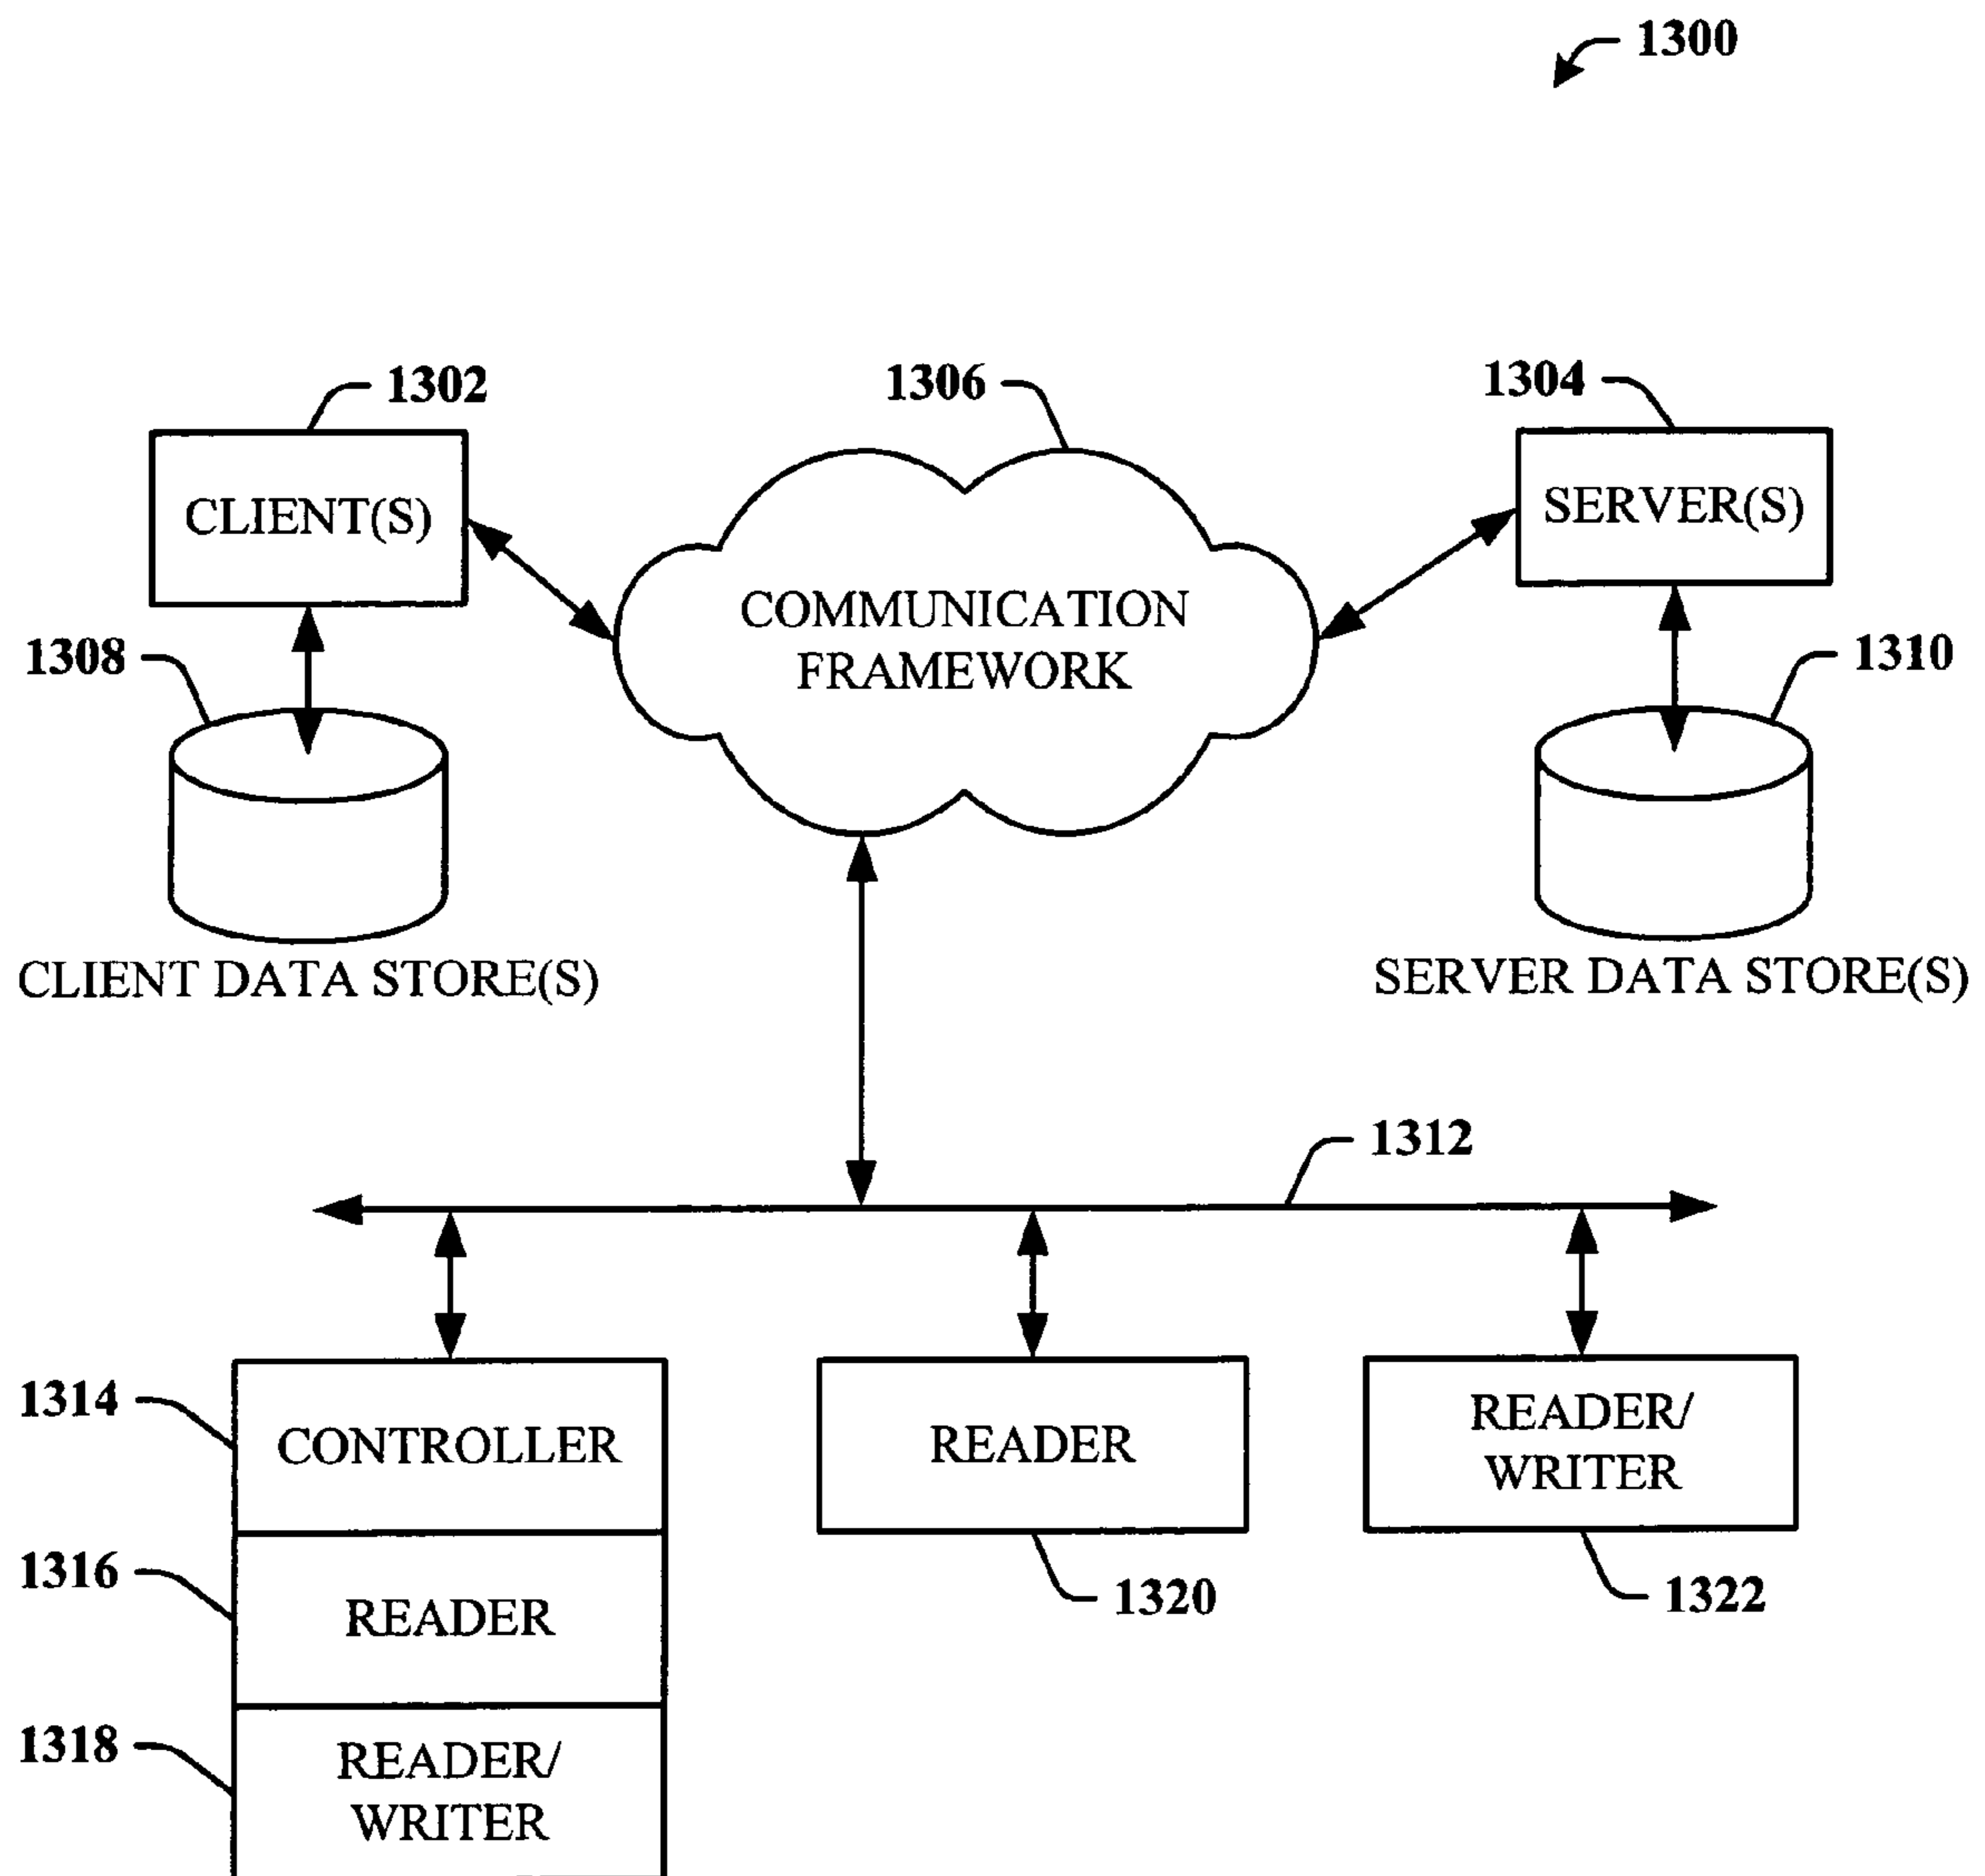 1300
1302
1306
1304
CLIENT(S)
SERVER(S)
COMMUNICATION
FRAMEWORK
1308
1310
CLIENT DATA STORE(S)
SERVER DATA STORE(S)
1312
1314
CONTROLLER
READER
READER/
WRITER
1316
READER
1320
1322
1318
READER/
WRITER